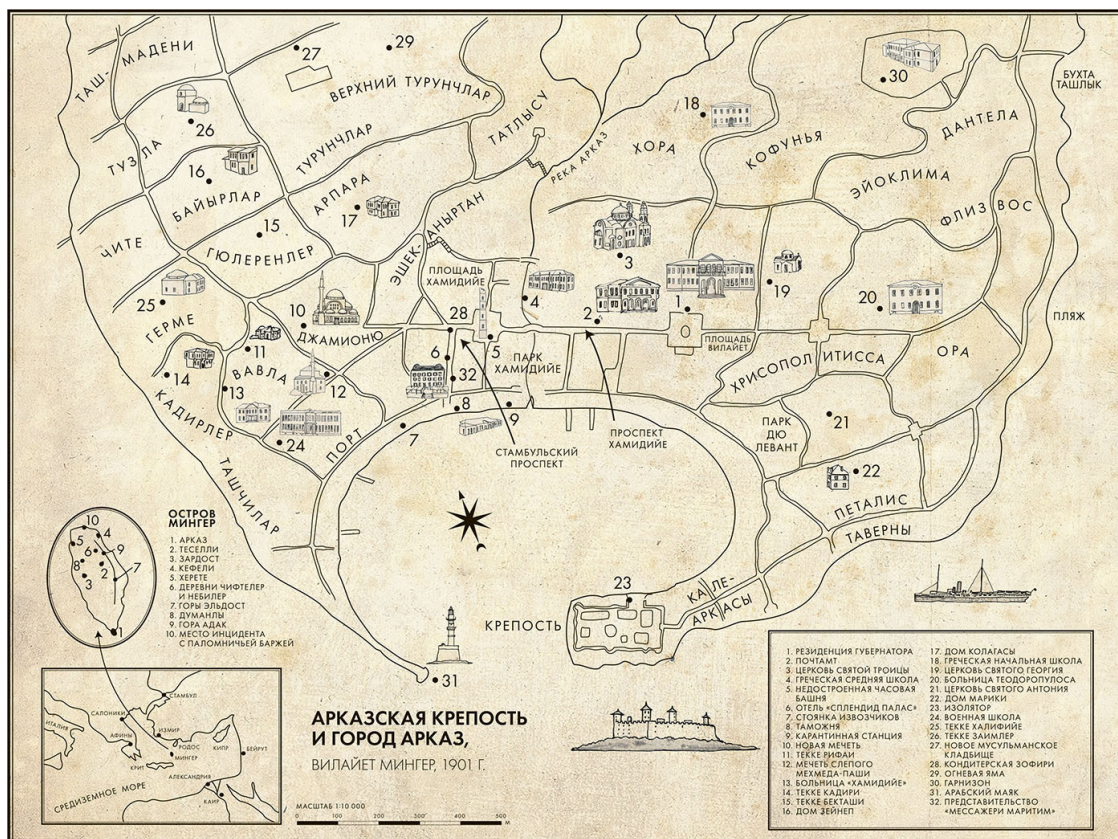 ТАШ-МАДЕНИ
27
29
ВЕРХНИЙ ТУРУНЧЛАР
30
БУХТА
ТАШЛЫК
26
ТУЗЛА
ТУРУНЧЛАР
ТАТЛЫСУ
РЕКА АРКАЗ
18
ХОРА
КОФУНЬЯ
ДАНТЕЛА
16
БАЙЫРЛАР
АРПАРА
17
ЭЙОКЛИМА
ФЛИЗВОС
ЧИТЕ
15
ГЮЛЕРЕНЛЕР
ЭШЕК-АНЫРТАН
ПЛОЩАДЬ
ХАМИДИЙЕ
3
25
ГЕРМЕ
10
ДЖАМИОНЮ
28
4
2
1
19
20
ПЛЯЖ
5
ПЛОЩАДЬ
ВИЛАЙЕТ
11
ВАВЛА
12
6
32
ПАРК
ХАМИДИЙЕ
ХРИСОПОЛИТИССА
ОРА
14
13
КАДИРЛЕР
8
9
7
24
ПОРТ
СТАМБУЛЬСКИЙ
ПРОСПЕКТ
ПРОСПЕКТ
ХАМИДИЙЕ
ПАРК
ДЮ
ЛЕВАНТ
21
22
ПЕТАЛИС
ТАВЕРНЫ
ТАШЧИЛАР
23
КРЕПОСТЬ
КАЛЕ-
АРКАСЫ
31
10
4
5
6
9
8
2
7
3
1
ОСТРОВ
МИНГЕР
1. АРКАЗ
2. ТЕСЕЛЛИ
3. ЗАРДОСТ
4. КЕФЕЛИ
5. ХЕРЕТЕ
6. ДЕРЕВНИ ЧИФТЕЛЕР
И НЕБИЛЕР
7. ГОРЫ ЭЛЬДОСТ
8. ДУМАНЛЫ
9. ГОРА АДАК
10. МЕСТО ИНЦИДЕНТА
С ПАЛОМНИЧЬЕЙ БАРЖЕЙ
СТАМБУЛ
САЛОНИКИ
ИТАЛИЯ
АФИНЫ
ИЗМИР
РОДОС
КИПР
БЕЙРУТ
МИНГЕР
КРИТ
АЛЕКСАНДРИЯ
КАИР
СРЕДИЗЕМНОЕ МОРЕ
АРКАЗСКАЯ КРЕПОСТЬ
И ГОРОД АРКАЗ,
ВИЛАЙЕТ МИНГЕР, 1901 Г.
МАСШТАБ 1:10 000
100 200 300 400 500
М
1. РЕЗИДЕНЦИЯ ГУБЕРНАТОРА
2. ПОЧТАМТ
3. ЦЕРКОВЬ СВЯТОЙ ТРОИЦЫ
4. ГРЕЧЕСКАЯ СРЕДНЯЯ ШКОЛА
5. НЕДОСТРОЕННАЯ ЧАСОВАЯ
БАШНЯ
6. ОТЕЛЬ «СПЛЕНДИД ПАЛАС»
7. СТОЯНКА ИЗВОЗЧИКОВ
8. ТАМОЖНЯ
9. КАРАНТИННАЯ СТАНЦИЯ
10. НОВАЯ МЕЧЕТЬ
11. ТЕККЕ РИФАИ
12. МЕЧЕТЬ СЛЕПОГО
МЕХМЕДА-ПАШИ
13. БОЛЬНИЦА «ХАМИДИЙЕ»
14. ТЕККЕ КАДИРИ
15. ТЕККЕ БЕКТАШИ
16. ДОМ ЗЕЙНЕП
17. ДОМ КОЛАГАСЫ
18. ГРЕЧЕСКАЯ НАЧАЛЬНАЯ ШКОЛА
19. ЦЕРКОВЬ СВЯТОГО ГЕОРГИЯ
20. БОЛЬНИЦА ТЕОДОРОПУЛОСА
21. ЦЕРКОВЬ СВЯТОГО АНТОНИЯ
22. ДОМ МАРИКИ
23. ИЗОЛЯТОР
24. ВОЕННАЯ ШКОЛА
25. ТЕККЕ ХАЛИФИЙЕ
26. ТЕККЕ ЗАИМЛЕР
27. НОВОЕ МУСУЛЬМАНСКОЕ
КЛАДБИЩЕ
28. КОНДИТЕРСКАЯ ЗОФИРИ
29. ОГНЕВАЯ ЯМА
30. ГАРНИЗОН
31. АРАБСКИЙ МАЯК
32. ПРЕДСТАВИТЕЛЬСТВО
«МЕССАЖЕРИ МАРИТИМ»